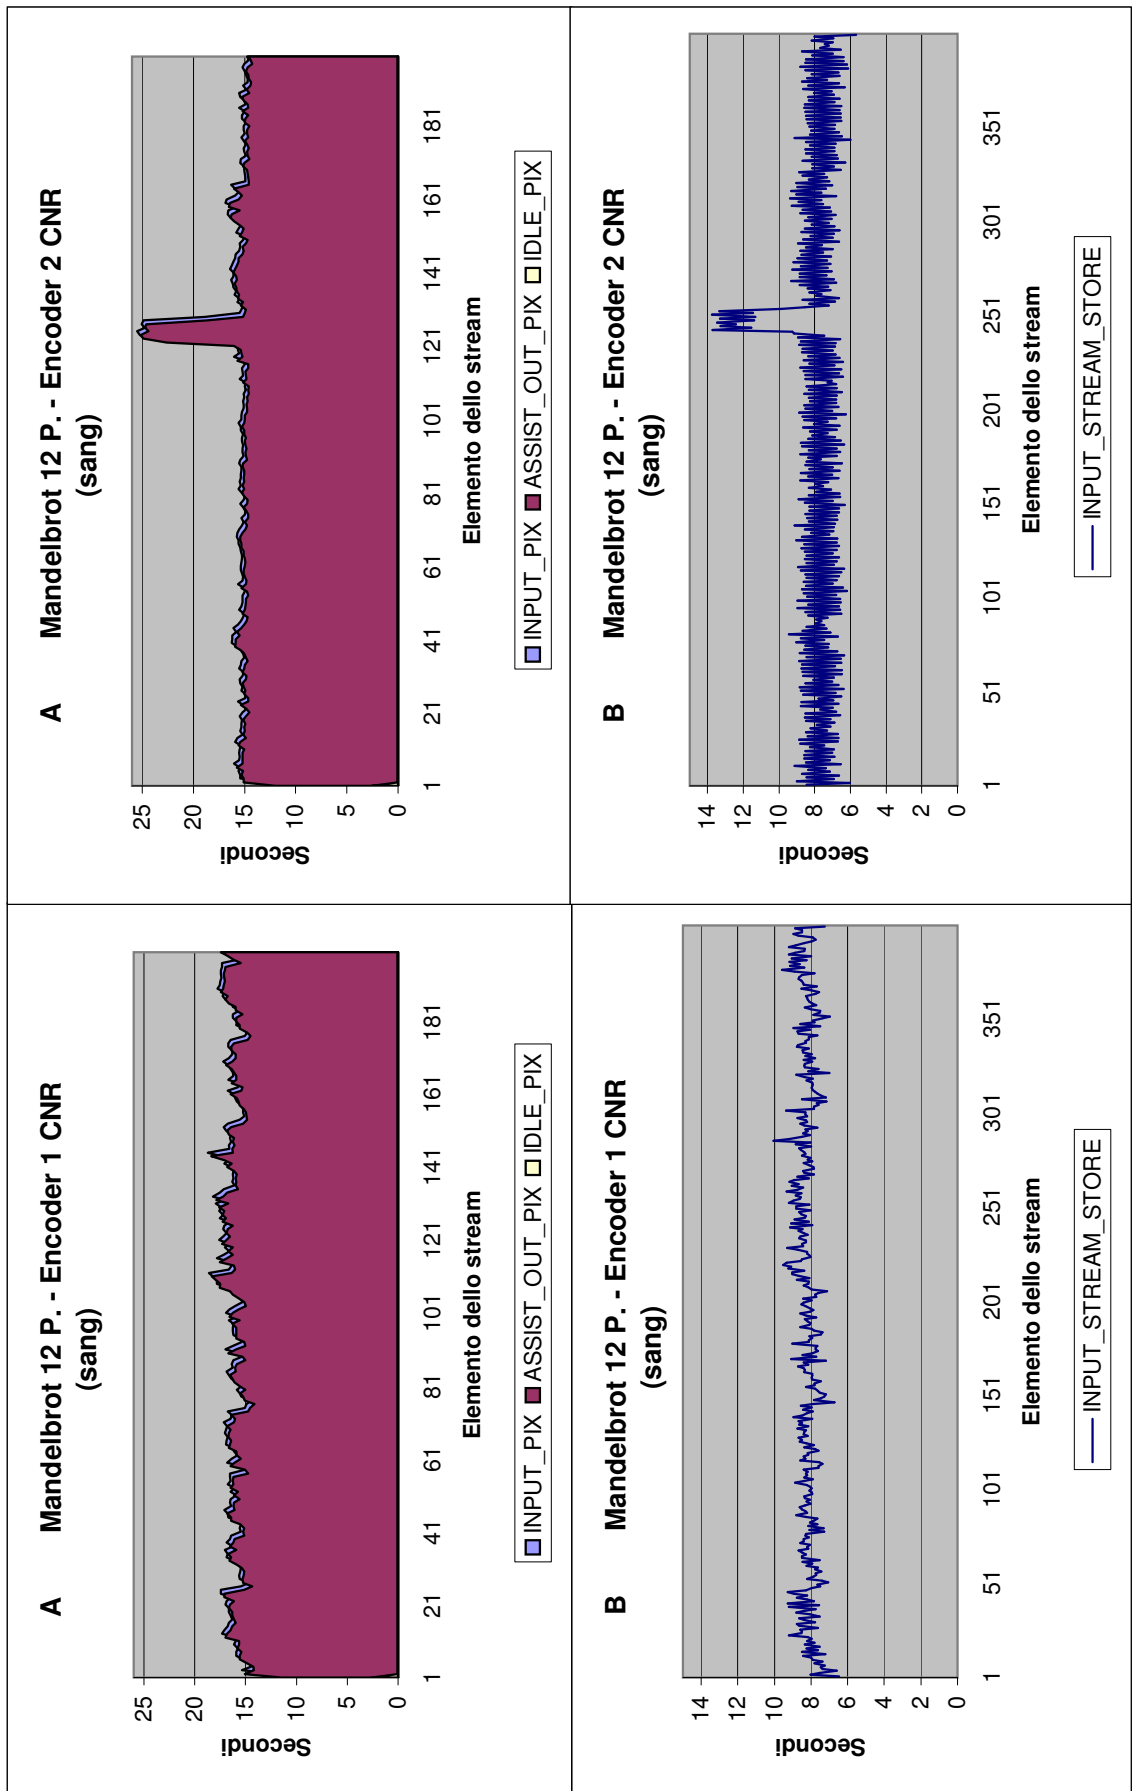 A Mandelbrot 12 P. - Encoder 1 CNR
(sang)
Secondi
25
20
15
10
5
0
1 21 41 61 81 101 121 141 161 181
Elemento dello stream
INPUT_PIX ASSIST_OUT_PIX IDLE_PIX
A Mandelbrot 12 P. - Encoder 2 CNR
(sang)
Secondi
25
20
15
10
5
0
1 21 41 61 81 101 121 141 161 181
Elemento dello stream
INPUT_PIX ASSIST_OUT_PIX IDLE_PIX
B Mandelbrot 12 P. - Encoder 1 CNR
(sang)
Secondi
14
12
10
8
6
4
2
0
1 51 101 151 201 251 301 351
Elemento dello stream
INPUT_STREAM_STORE
B Mandelbrot 12 P. - Encoder 2 CNR
(sang)
Secondi
14
12
10
8
6
4
2
0
1 51 101 151 201 251 301 351
Elemento dello stream
INPUT_STREAM_STORE